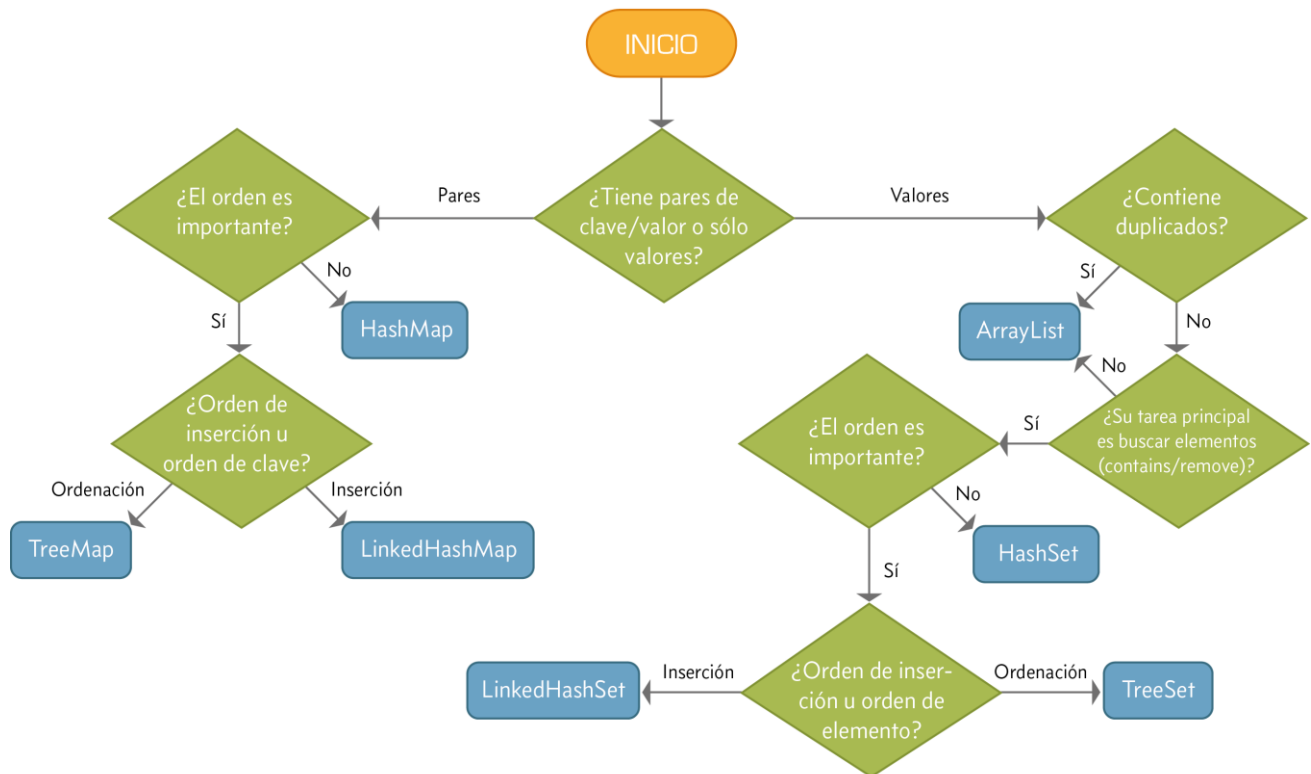 INICIO
¿Tiene pares de
clave/valor o sólo
valores?
Pares
Valores
¿El orden es
importante?
No
HashMap
Sí
¿Orden de
inserción u
orden de clave?
Ordenación
Inserción
TreeMap
LinkedHashMap
¿Contiene
duplicados?
Sí
ArrayList
No
No
¿Su tarea principal
es buscar elementos
(contains/remove)?
Sí
¿El orden es
importante?
No
HashSet
Sí
¿Orden de inser-
ción u orden de
elemento?
Inserción
Ordenación
LinkedHashSet
TreeSet